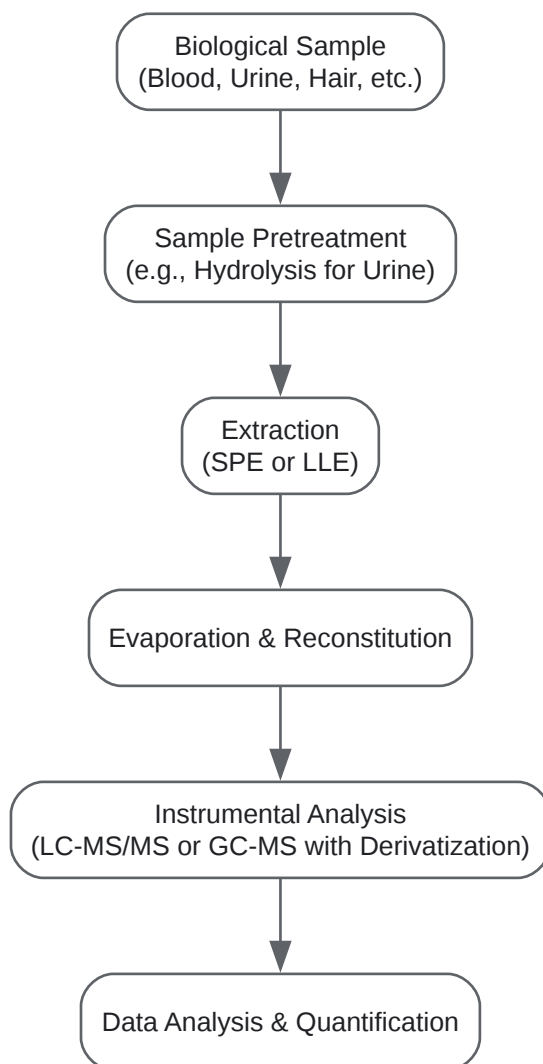 Biological Sample
(Blood, Urine, Hair, etc.)
Sample Pretreatment
(e.g., Hydrolysis for Urine)
Extraction
(SPE or LLE)
Evaporation & Reconstitution
Instrumental Analysis
(LC-MS/MS or GC-MS with Derivatization)
Data Analysis & Quantification